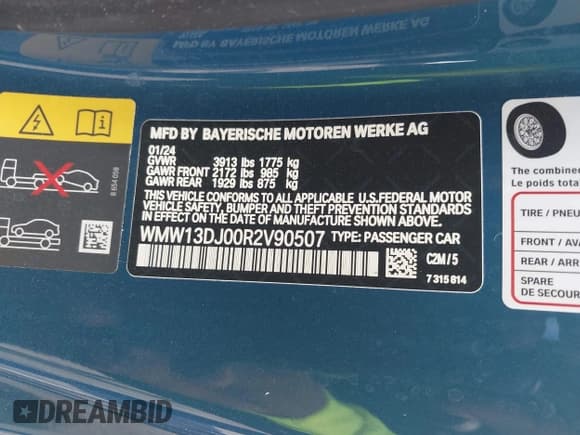 MFD BY BAYERISCHE MOTOREN WERKE AG
01/24
GVWR 3913 lbs 1775 kg
GAWR FRONT 2172 lbs 985 kg
GAWR REAR 1929 lbs 875 kg
THIS VEHICLE CONFORMS TO ALL APPLICABLE U.S.FEDERAL MOTOR
VEHICLE SAFETY, BUMPER AND THEFT PREVENTION STANDARDS
IN EFFECT ON THE DATE OF MANUFACTURE SHOWN ABOVE.
WMW13DJ00R2V90507 TYPE: PASSENGER CAR
C2M/5
7315814
8 854 059
The combined
Le poids total
TIRE / PNEU
FRONT / AVA
REAR / ARR
SPARE
DE SECOUR
DREAMBID